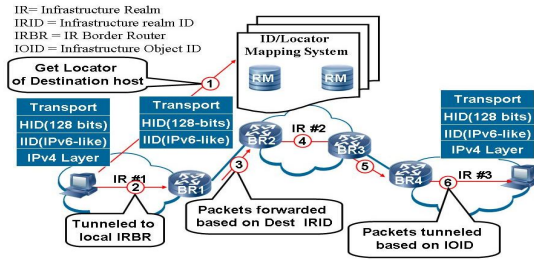 IR= Infrastructure Realm
IRID = Infrastructure realm ID
IRBR = IR Border Router
IOID = Infrastructure Object ID
ID/Locator
Mapping System
RM
RM
Get Locator
of Destination host
1
Transport
HID(128 bits)
IID(IPv6-like)
IPv4 Layer
Transport
HID(128-bits)
IID(IPv6-like)
Transport
HID(128 bits)
IID(IPv6-like)
IPv4 Layer
IR #1
2
BR1
3
BR2
IR #2
4
BR3
5
BR4
IR #3
6
Tunneled to
local IRBR
Packets forwarded
based on Dest IRID
Packets tunneled
based on IOID